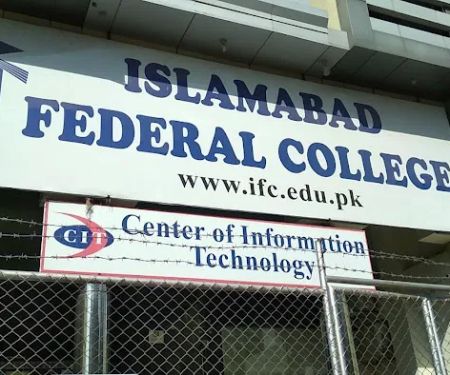 ISLAMABAD
FEDERAL COLLEGE
www.ifc.edu.pk
CIT
Center of Information
Technology